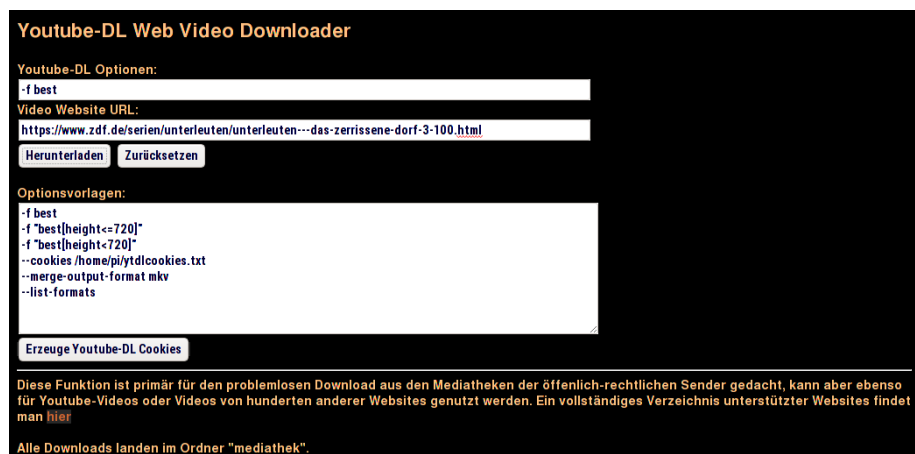 Youtube-DL Web Video Downloader
Youtube-DL Optionen:
-f best
Video Website URL:
https://www.zdf.de/serien/unterleuten/unterleuten---das-zerrissene-dorf-3-100.html
Herunterladen Zurücksetzen
Optionsvorlagen:
-f best
-f "best[height<=720]"
-f "best[height<720]"
--cookies /home/pi/ytdlcookies.txt
--merge-output-format mkv
--list-formats
Erzeuge Youtube-DL Cookies
Diese Funktion ist primär für den problemlosen Download aus den Mediatheken der öffenlich-rechtlichen Sender gedacht, kann aber ebenso
für Youtube-Videos oder Videos von hunderten anderer Websites genutzt werden. Ein vollständiges Verzeichnis unterstützter Websites findet
man hier
Alle Downloads landen im Ordner "mediathek".